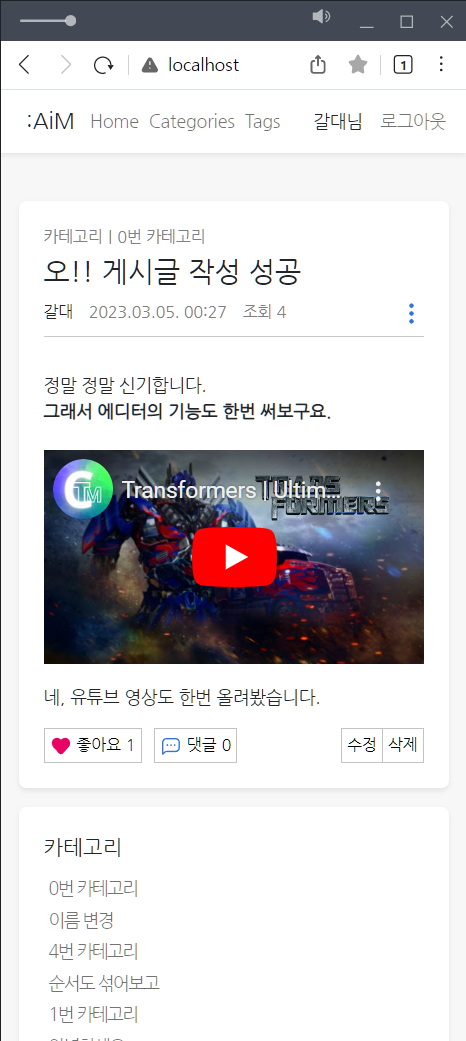 localhost
1
:AiM Home Categories Tags 갈대님 로그아웃
카테고리 | 0번 카테고리
오!! 게시글 작성 성공
갈대 2023.03.05. 00:27 조회 4
정말 정말 신기합니다.
그래서 에디터의 기능도 한번 써보구요.
Transformers | Ultim...
TRANSFORMERS
네, 유튜브 영상도 한번 올려봤습니다.
좋아요 1 댓글 0 수정 삭제
카테고리
0번 카테고리
이름 변경
4번 카테고리
순서도 섞어보고
1번 카테고리